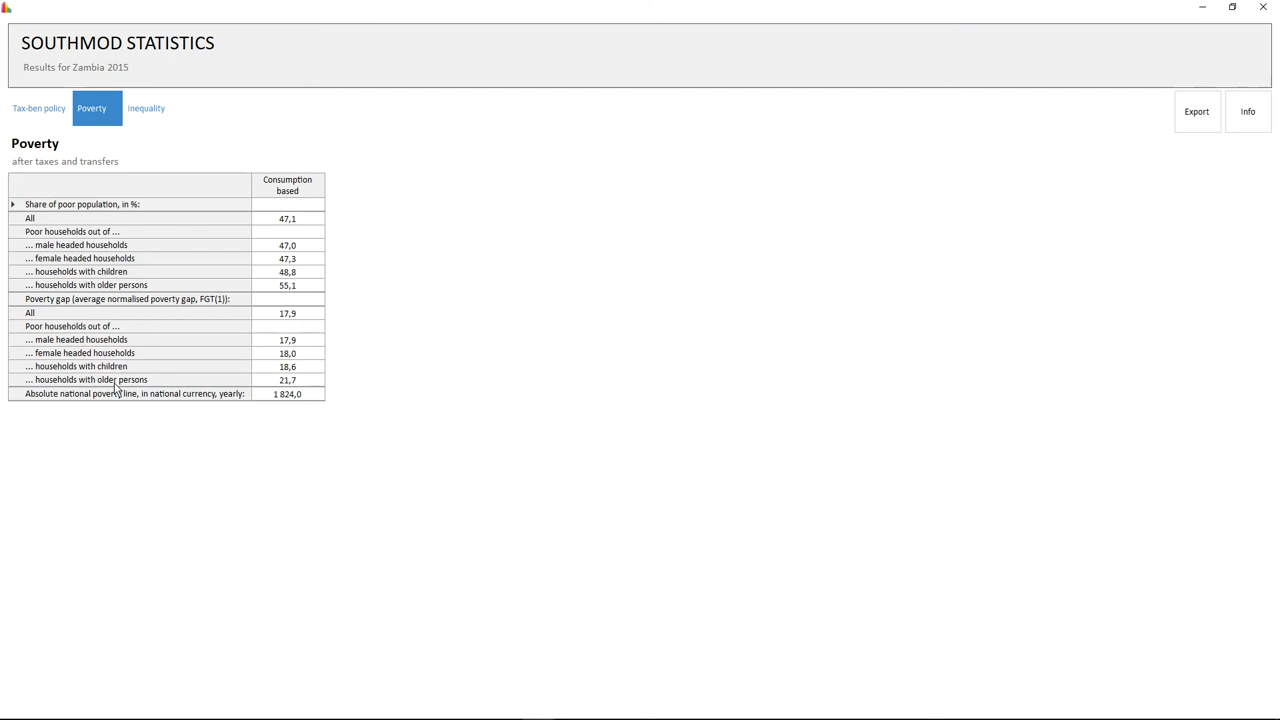 SOUTHMOD STATISTICS
Results for Zambia 2015
Tax-ben policy Poverty Inequality
Export Info
Poverty
after taxes and transfers
Consumption
based
Share of poor population, in %:
All 47,1
Poor households out of ...
... male headed households 47,0
... female headed households 47,3
... households with children 48,8
... households with older persons 55,1
Poverty gap (average normalised poverty gap, FGT(1)):
All 17,9
Poor households out of ...
... male headed households 17,9
... female headed households 18,0
... households with children 18,6
... households with older persons 21,7
Absolute national poverty line, in national currency, yearly: 1 824,0